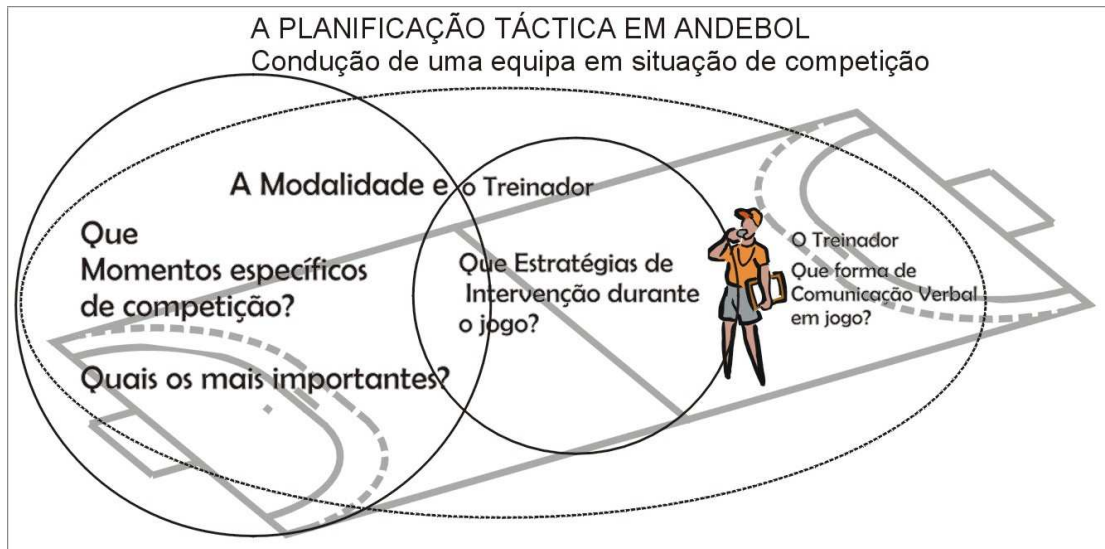 A PLANIFICAÇÃO TÁCTICA EM ANDEBOL
Condução de uma equipa em situação de competição
A Modalidade e o Treinador
Que
Momentos específicos
de competição?
Quais os mais importantes?
Que Estratégias de
Intervenção durante
o jogo?
O Treinador
Que forma de
Comunicação Verbal
em jogo?